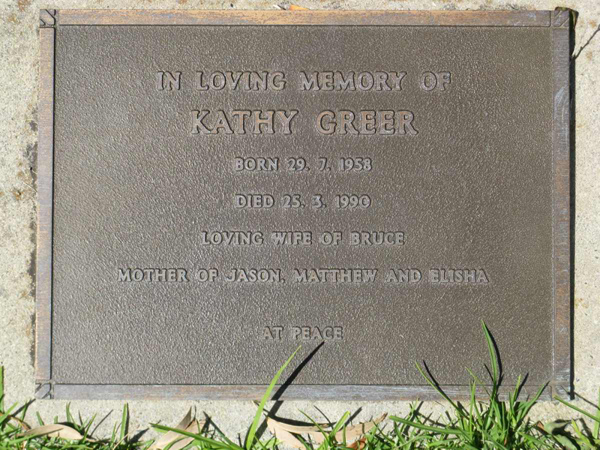 IN LOVING MEMORY OF
KATHY GREER
BORN 29. 7. 1958
DIED 25. 3. 1990
LOVING WIFE OF BRUCE
MOTHER OF JASON, MATTHEW AND ELISHA
AT PEACE